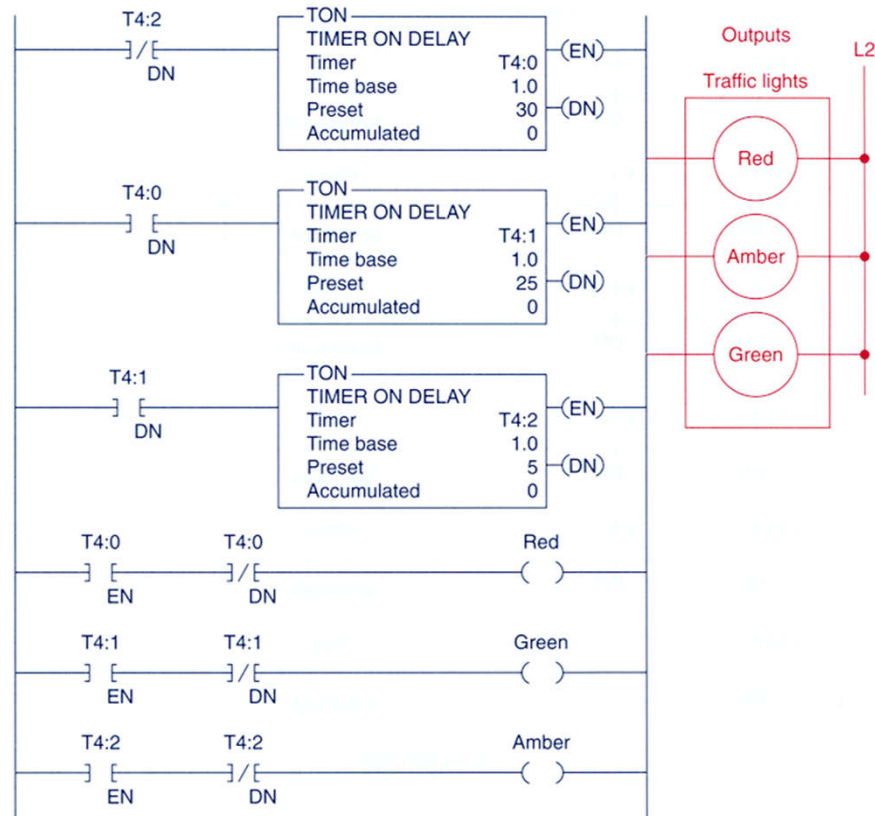 T4:2
DN
TON
TIMER ON DELAY
Timer T4:0
Time base 1.0
Preset 30
Accumulated 0
(EN)
(DN)
Outputs
L2
Traffic lights
Red
Amber
Green
T4:0
DN
TON
TIMER ON DELAY
Timer T4:1
Time base 1.0
Preset 25
Accumulated 0
(EN)
(DN)
T4:1
DN
TON
TIMER ON DELAY
Timer T4:2
Time base 1.0
Preset 5
Accumulated 0
(EN)
(DN)
T4:0 T4:0 Red
EN DN
T4:1 T4:1 Green
EN DN
T4:2 T4:2 Amber
EN DN